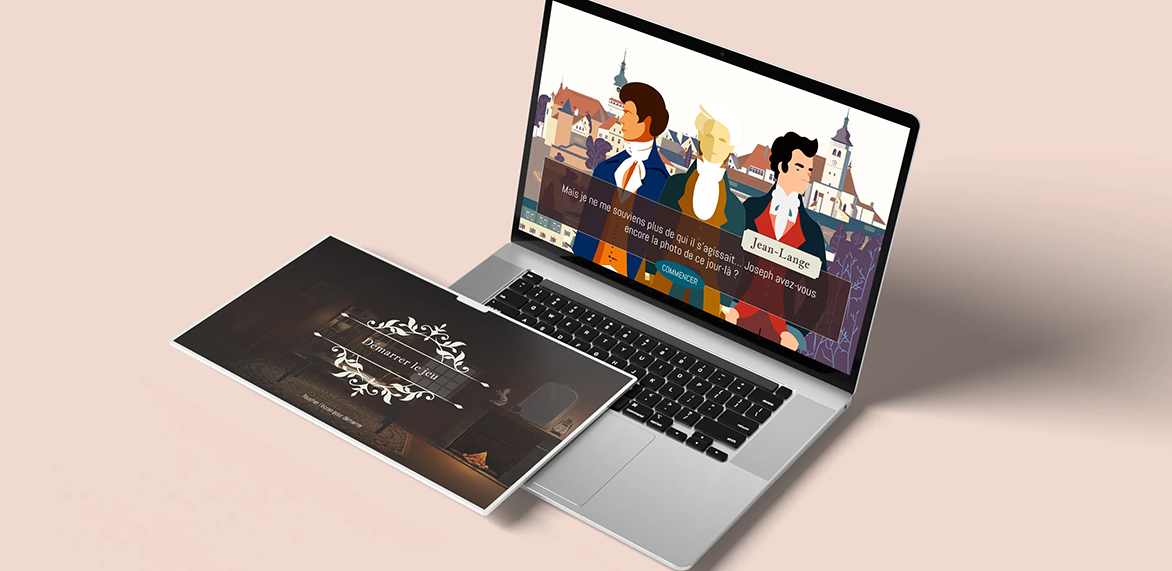 Mais je ne me souviens plus de qui il s'agissait... Joseph avez-vous
encore la photo de ce jour-là ?
Jean-Lange
COMMENCER
Démarrer le jeu
Toucher l'écran pour démarrer